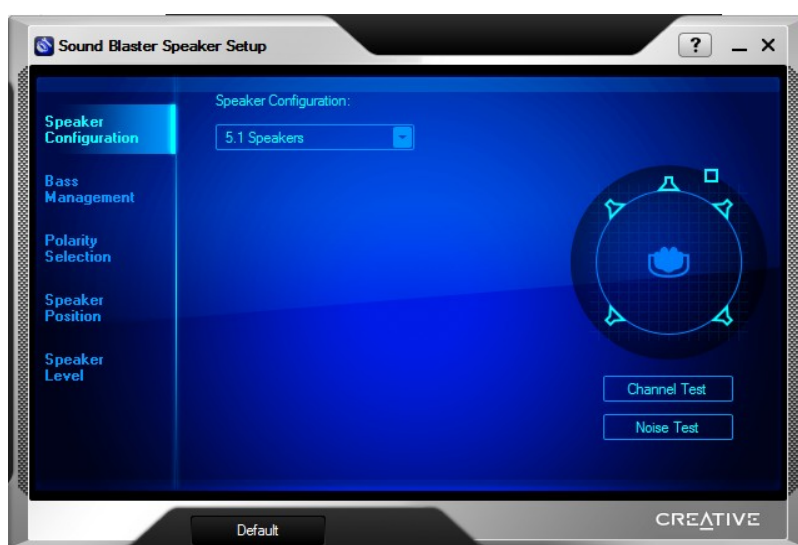 Sound Blaster Speaker Setup
?
Speaker Configuration:
5.1 Speakers
Speaker
Configuration
Bass
Management
Polarity
Selection
Speaker
Position
Speaker
Level
Channel Test
Noise Test
Default
CREATIVE